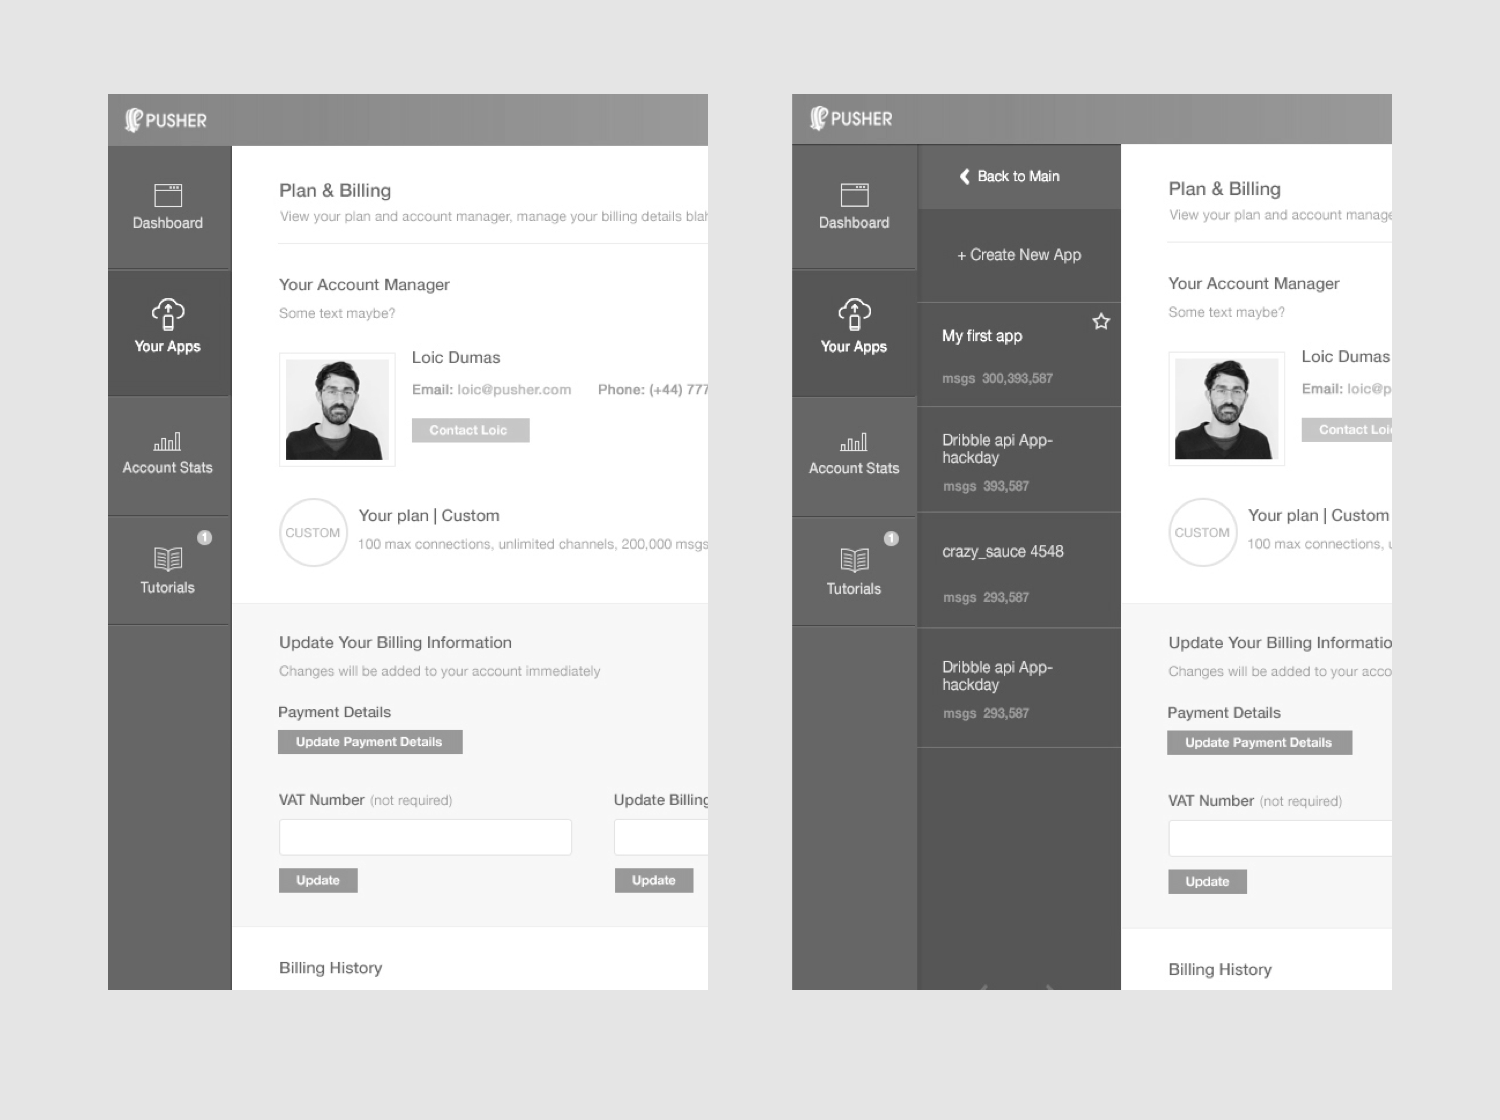 PUSHER
Dashboard
Your Apps
Account Stats
1
Tutorials
Plan & Billing
View your plan and account manager, manage your billing details blah
Your Account Manager
Some text maybe?
Loic Dumas
Email: loic@pusher.com Phone: (+44) 777
Contact Loic
CUSTOM
Your plan | Custom
100 max connections, unlimited channels, 200,000 msgs
Update Your Billing Information
Changes will be added to your account immediately
Payment Details
Update Payment Details
VAT Number (not required) Update Billing
Update Update
Billing History
PUSHER
Dashboard
Your Apps
Account Stats
1
Tutorials
Back to Main
+ Create New App
My first app
msgs 300,393,587
Dribble api App-
hackday
msgs 393,587
crazy_sauce 4548
msgs 293,587
Dribble api App-
hackday
msgs 293,587
Plan & Billing
View your plan and account manage
Your Account Manager
Some text maybe?
Loic Dumas
Email: loic@p
Contact Loic
CUSTOM
Your plan | Custom
100 max connections, u
Update Your Billing Informatio
Changes will be added to your acco
Payment Details
Update Payment Details
VAT Number (not required)
Update
Billing History